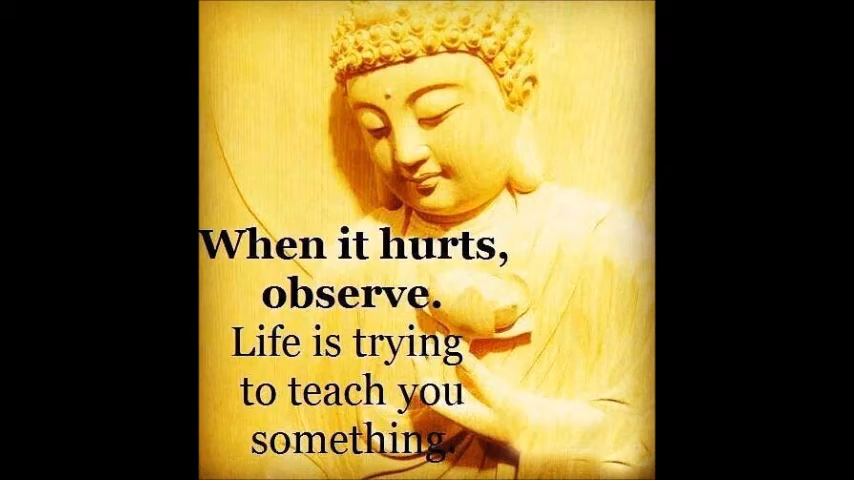 When it hurts,
observe.
Life is trying
to teach you
something.